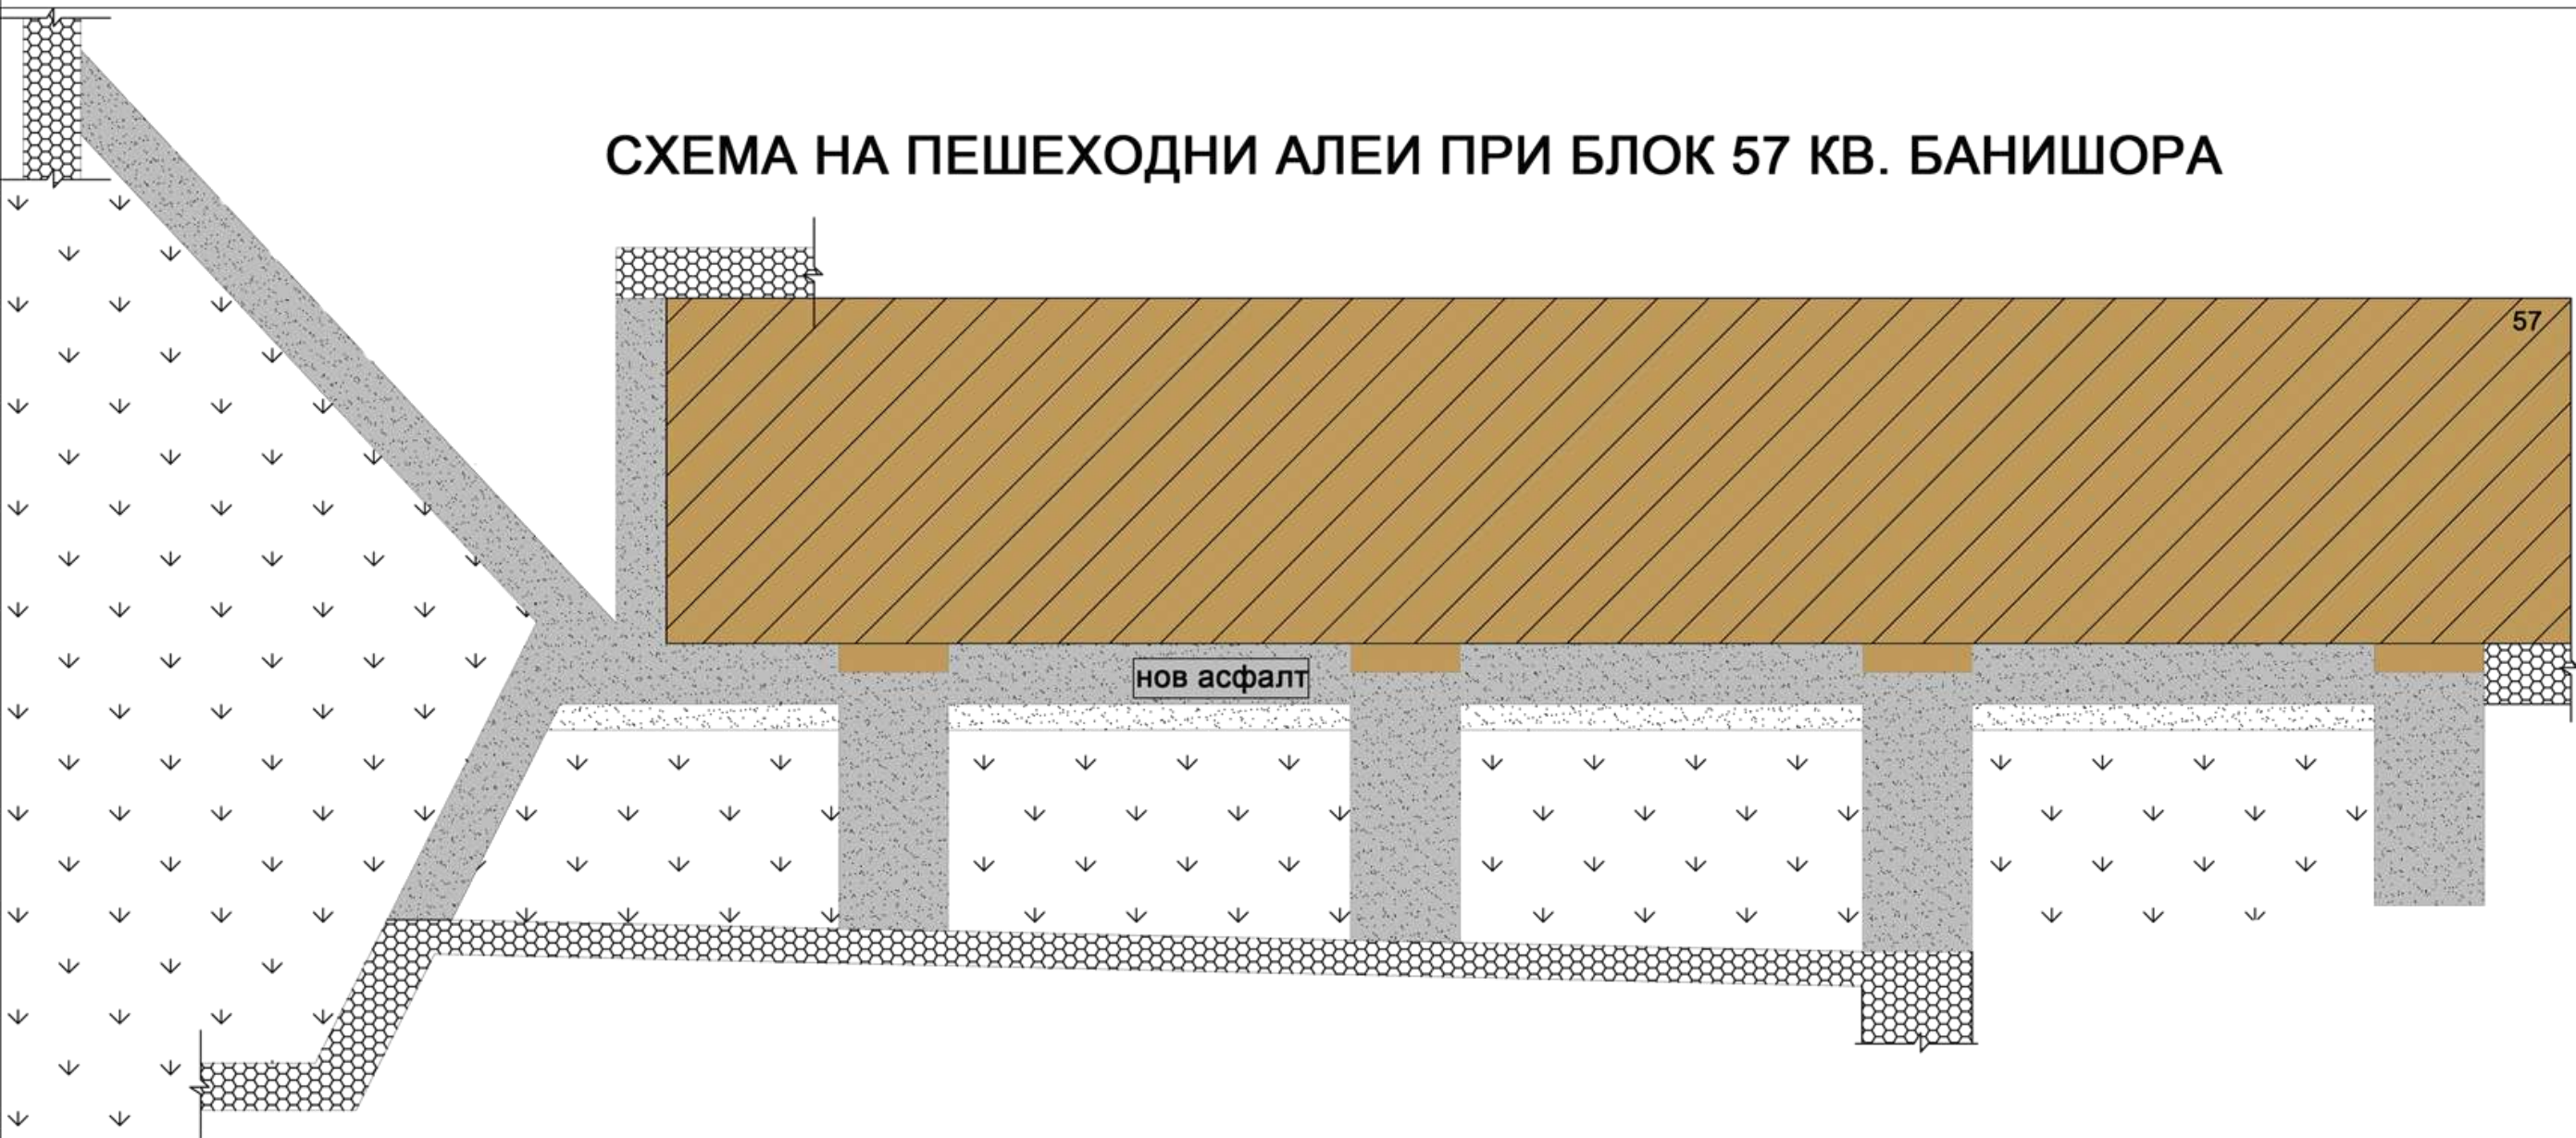 СХЕМА НА ПЕШЕХОДНИ АЛЕИ ПРИ БЛОК 57 КВ. БАНИШОРА
57
нов асфалт